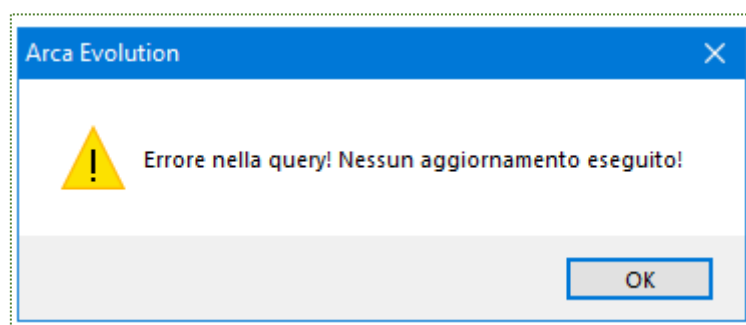 Arca Evolution
Errore nella query! Nessun aggiornamento eseguito!
OK